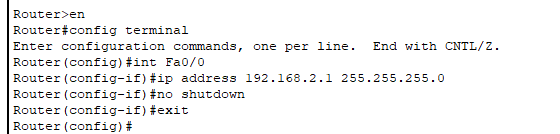 Router>en
Router#config terminal
Enter configuration commands, one per line.  End with CNTL/Z.
Router(config)#int Fa0/0
Router(config-if)#ip address 192.168.2.1 255.255.255.0
Router(config-if)#no shutdown
Router(config-if)#exit
Router(config)#